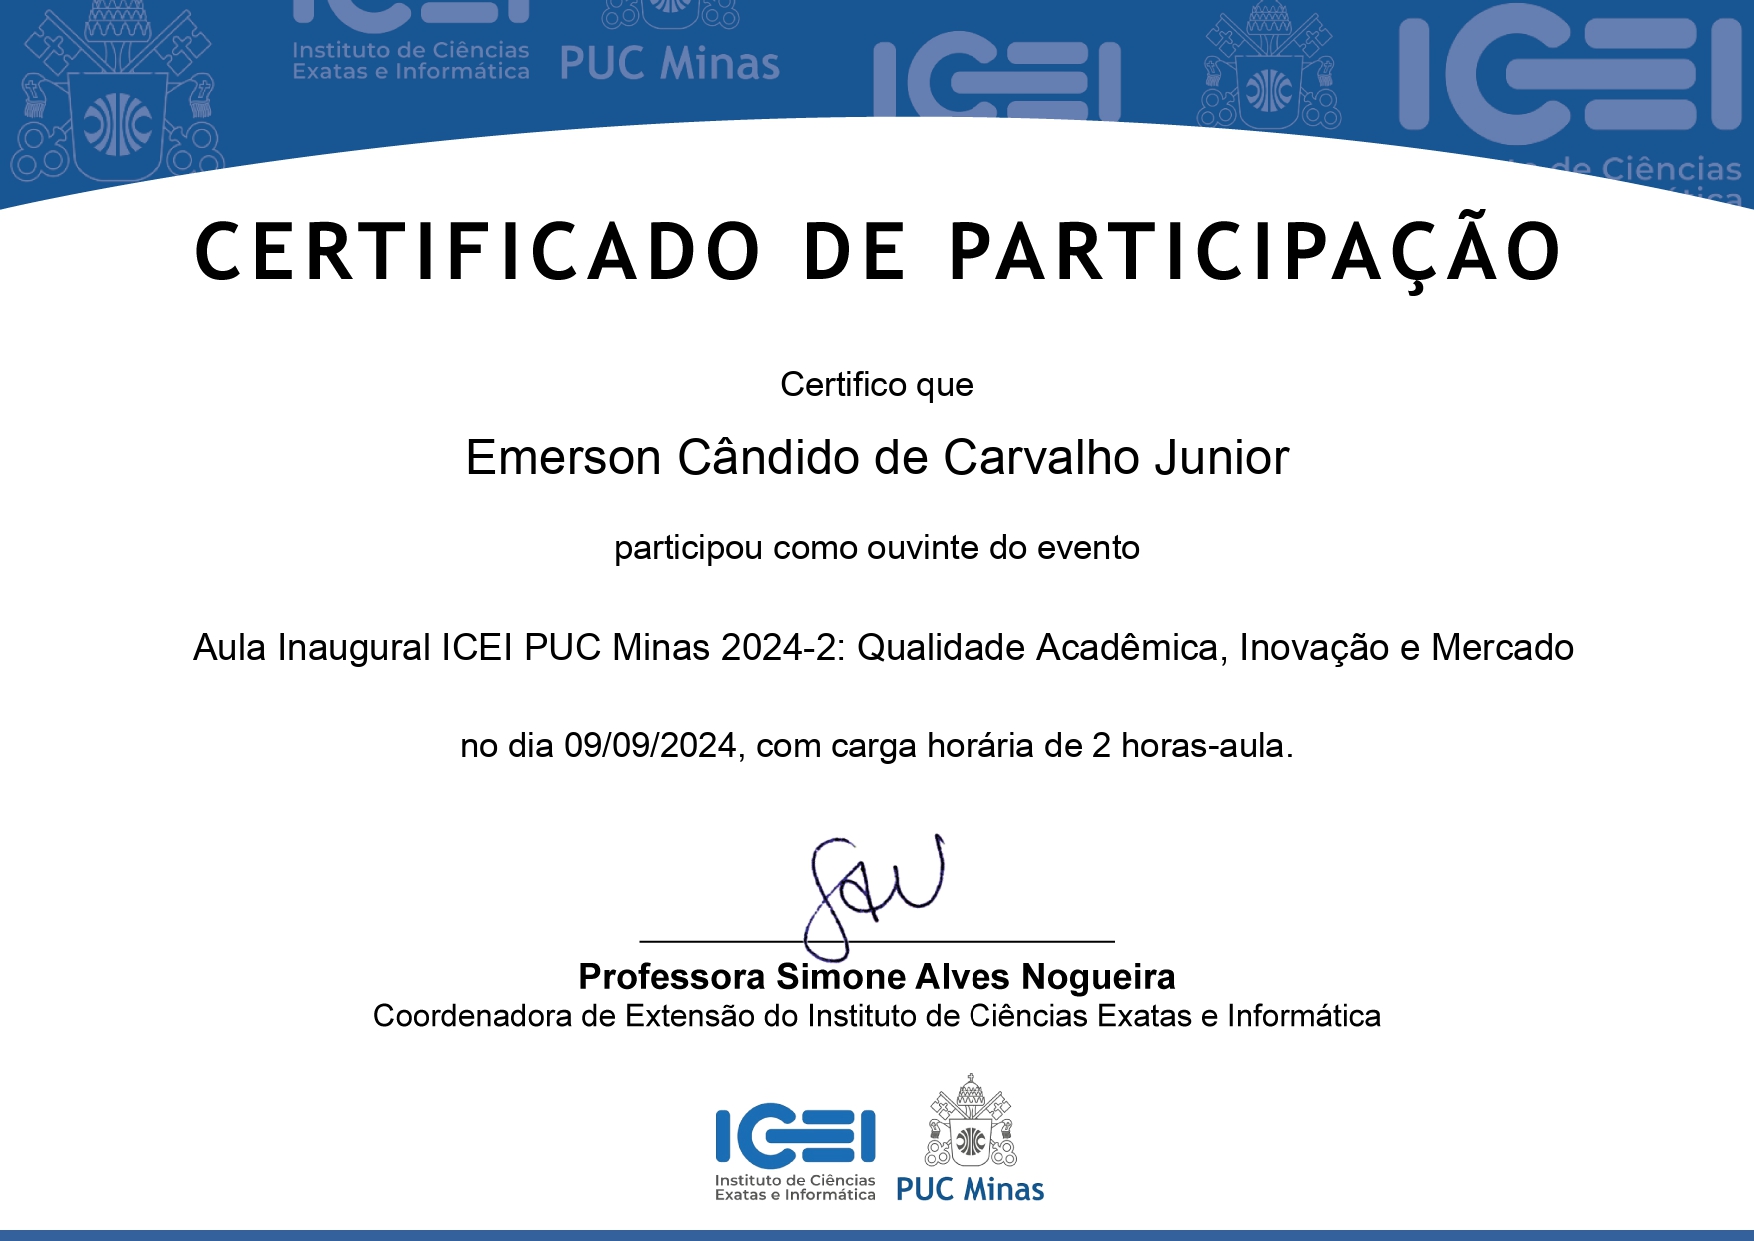 Instituto de Ciências
Exatas e Informática
PUC Minas
ICEI
ICEI
de Ciências
CERTIFICADO DE PARTICIPAÇÃO
Certifico que
Emerson Cândido de Carvalho Junior
participou como ouvinte do evento
Aula Inaugural ICEI PUC Minas 2024-2: Qualidade Acadêmica, Inovação e Mercado
no dia 09/09/2024, com carga horária de 2 horas-aula.
Professora Simone Alves Nogueira
Coordenadora de Extensão do Instituto de Ciências Exatas e Informática
ICEI
Instituto de Ciências
Exatas e Informática
PUC Minas